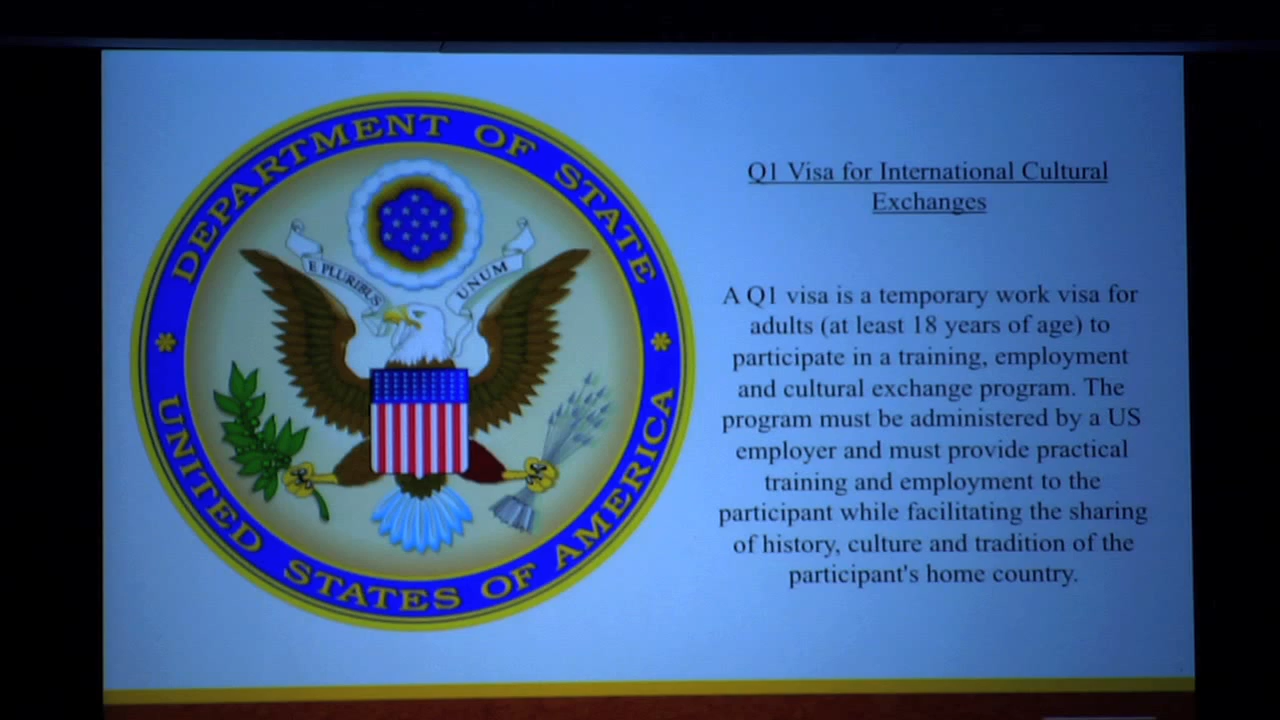 DEPARTMENT OF STATE
E PLURIBUS UNUM
UNITED STATES OF AMERICA
Q1 Visa for International Cultural
Exchanges
A Q1 visa is a temporary work visa for
adults (at least 18 years of age) to
participate in a training, employment
and cultural exchange program. The
program must be administered by a US
employer and must provide practical
training and employment to the
participant while facilitating the sharing
of history, culture and tradition of the
participant's home country.